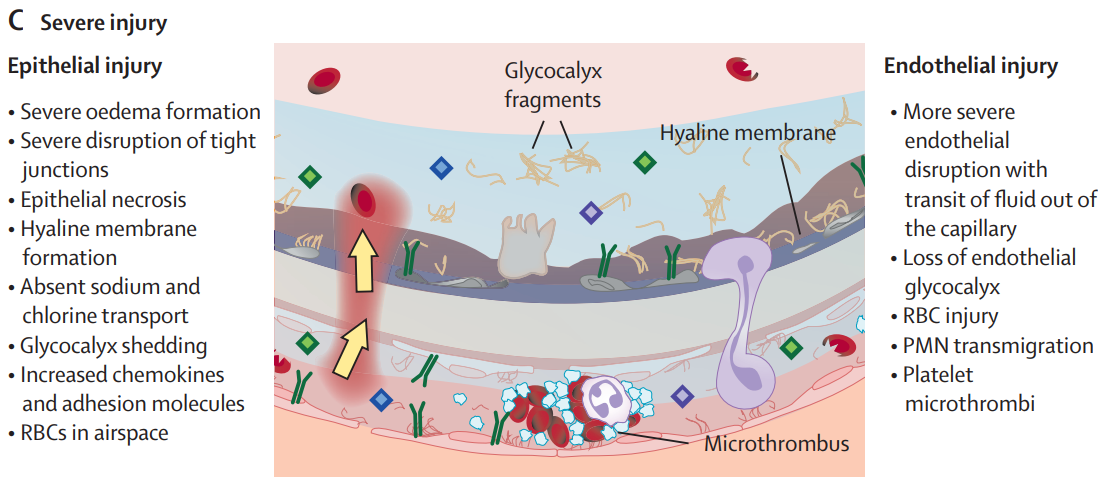 C Severe injury
Epithelial injury
• Severe oedema formation
• Severe disruption of tight
junctions
• Epithelial necrosis
• Hyaline membrane
formation
• Absent sodium and
chlorine transport
• Glycocalyx shedding
• Increased chemokines
and adhesion molecules
• RBCs in airspace
Glycocalyx
fragments
Hyaline membrane
Microthrombus
Endothelial injury
• More severe
endothelial
disruption with
transit of fluid out of
the capillary
• Loss of endothelial
glycocalyx
• RBC injury
• PMN transmigration
• Platelet
microthrombi